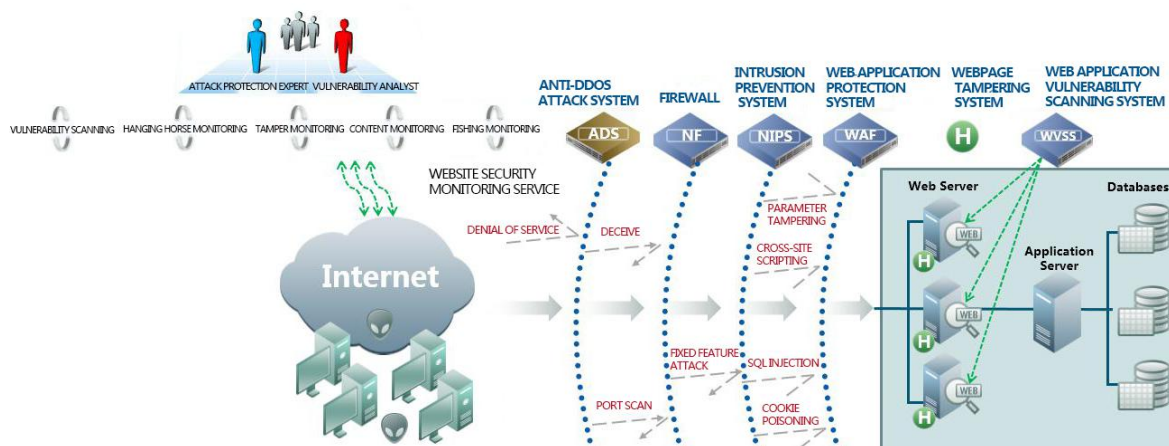 ATTACK PROTECTION EXPERT
VULNERABILITY ANALYST
VULNERABILITY SCANNING
HANGING HORSE MONITORING
TAMPER MONITORING
CONTENT MONITORING
FISHING MONITORING
WEBSITE SECURITY
MONITORING SERVICE
ANTI-DDOS
ATTACK SYSTEM
FIREWALL
INTRUSION
PREVENTION
SYSTEM
WEB APPLICATION
PROTECTION
SYSTEM
WEBPAGE
TAMPERING
SYSTEM
WEB APPLICATION
VULNERABILITY
SCANNING SYSTEM
ADS
NF
NIPS
WAF
H
WVSS
Internet
DENIAL OF SERVICE
DECEIVE
PARAMETER
TAMPERING
CROSS-SITE
SCRIPTING
FIXED FEATURE
ATTACK
SQL INJECTION
PORT SCAN
COOKIE
POISONING
Web Server
Databases
WEB
H
Application
Server
WEB
H
WEB
H